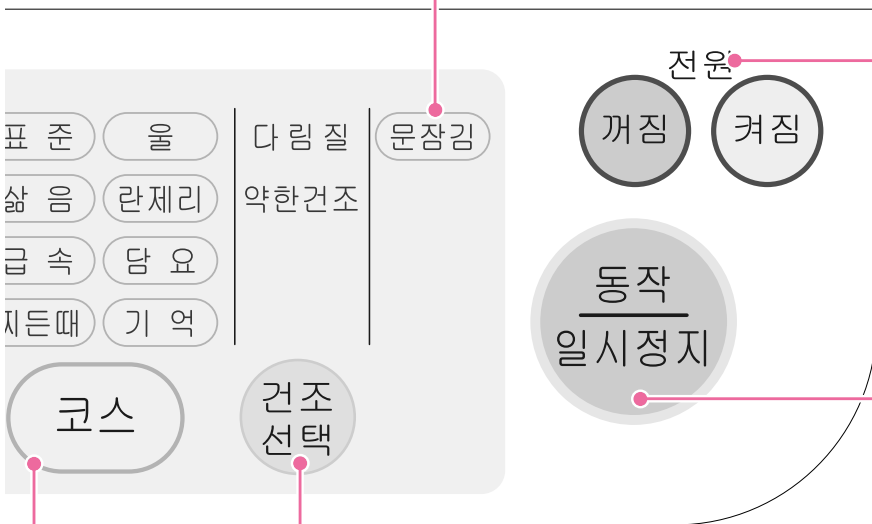 전원
꺼짐 켜짐
표 준 울 다림질 문잠김
삶 음 란제리 약한건조
급 속 담 요
찌든때 기 억
동작
일시정지
코스
건조
선택